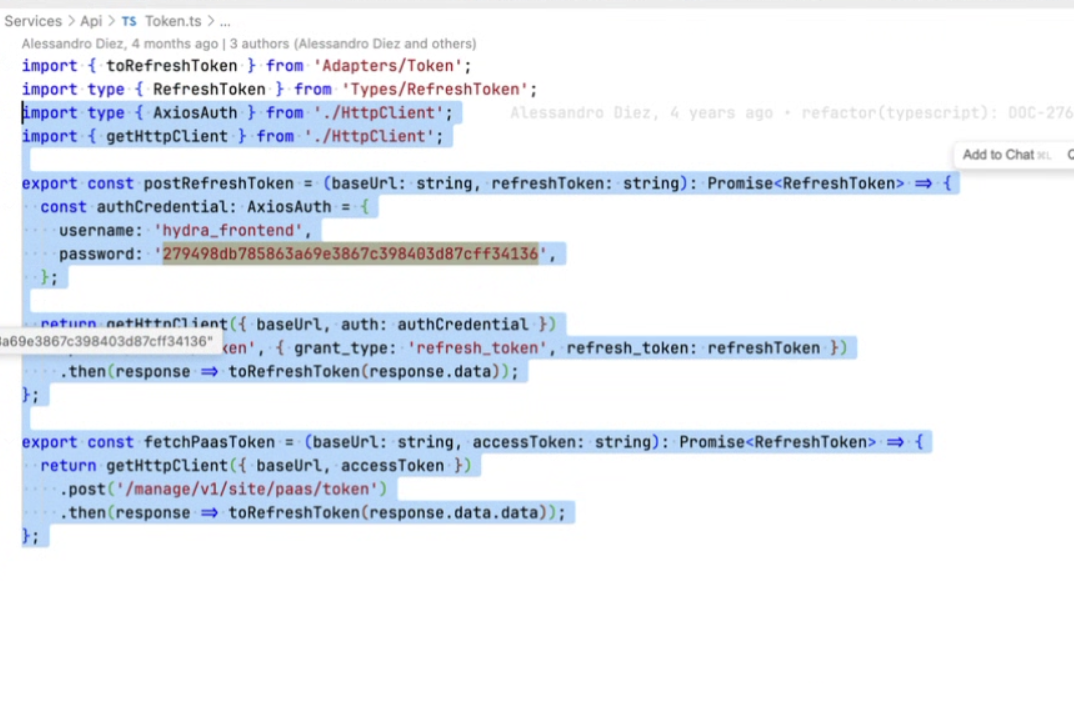 Services > Api > TS Token.ts > ...
Alessandro Diez, 4 months ago | 3 authors (Alessandro Diez and others)
import { toRefreshToken } from 'Adapters/Token';
import type { RefreshToken } from 'Types/RefreshToken';
import type { AxiosAuth } from './HttpClient'; Alessandro Diez, 4 years ago • refactor(typescript): DOC-276
import { getHttpClient } from './HttpClient';
Add to Chat ⌘L
export const postRefreshToken = (baseUrl: string, refreshToken: string): Promise<RefreshToken> => {
const authCredential: AxiosAuth = {
username: 'hydra_frontend',
password: '279498db785863a69e3867c398403d87cff34136',
};
return getHttpClient({ baseUrl, auth: authCredential })
a69e3867c398403d87cff34136"
ken', { grant_type: 'refresh_token', refresh_token: refreshToken })
.then(response => toRefreshToken(response.data));
};
export const fetchPaasToken = (baseUrl: string, accessToken: string): Promise<RefreshToken> => {
return getHttpClient({ baseUrl, accessToken })
.post('/manage/v1/site/paas/token')
.then(response => toRefreshToken(response.data.data));
};